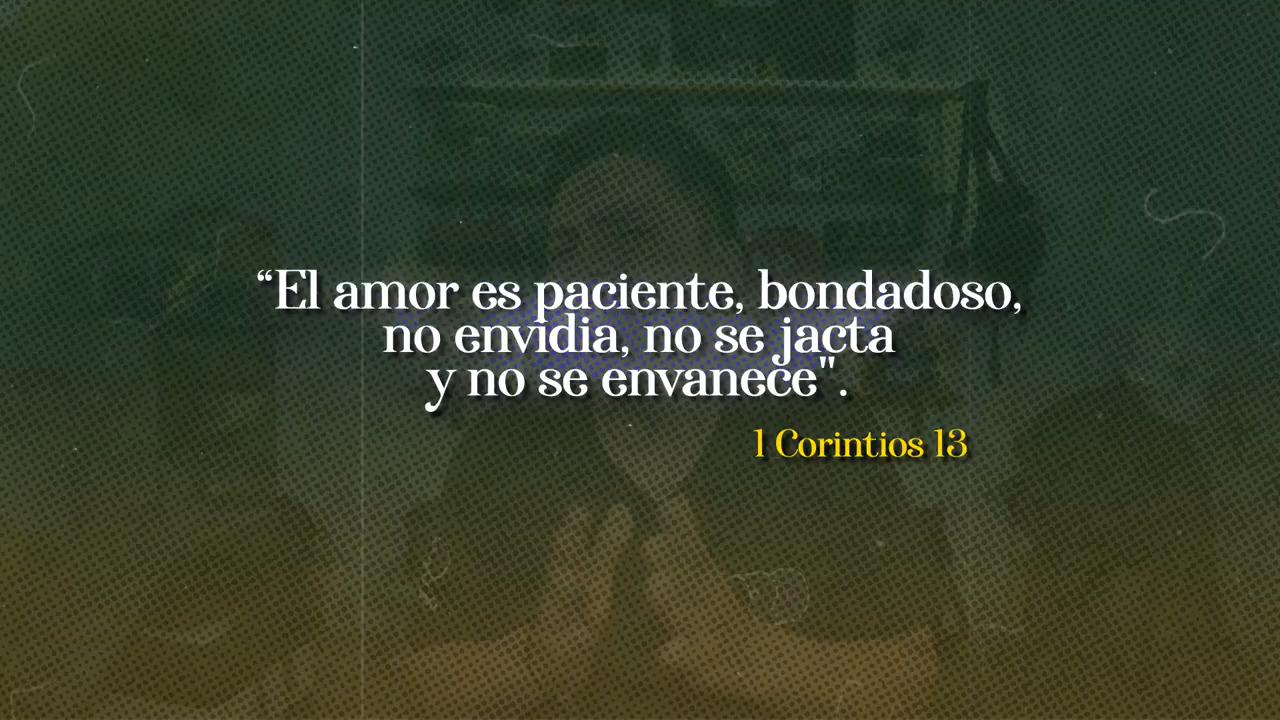 “El amor es paciente, bondadoso,
no envidia, no se jacta
y no se envanece".
1 Corintios 13